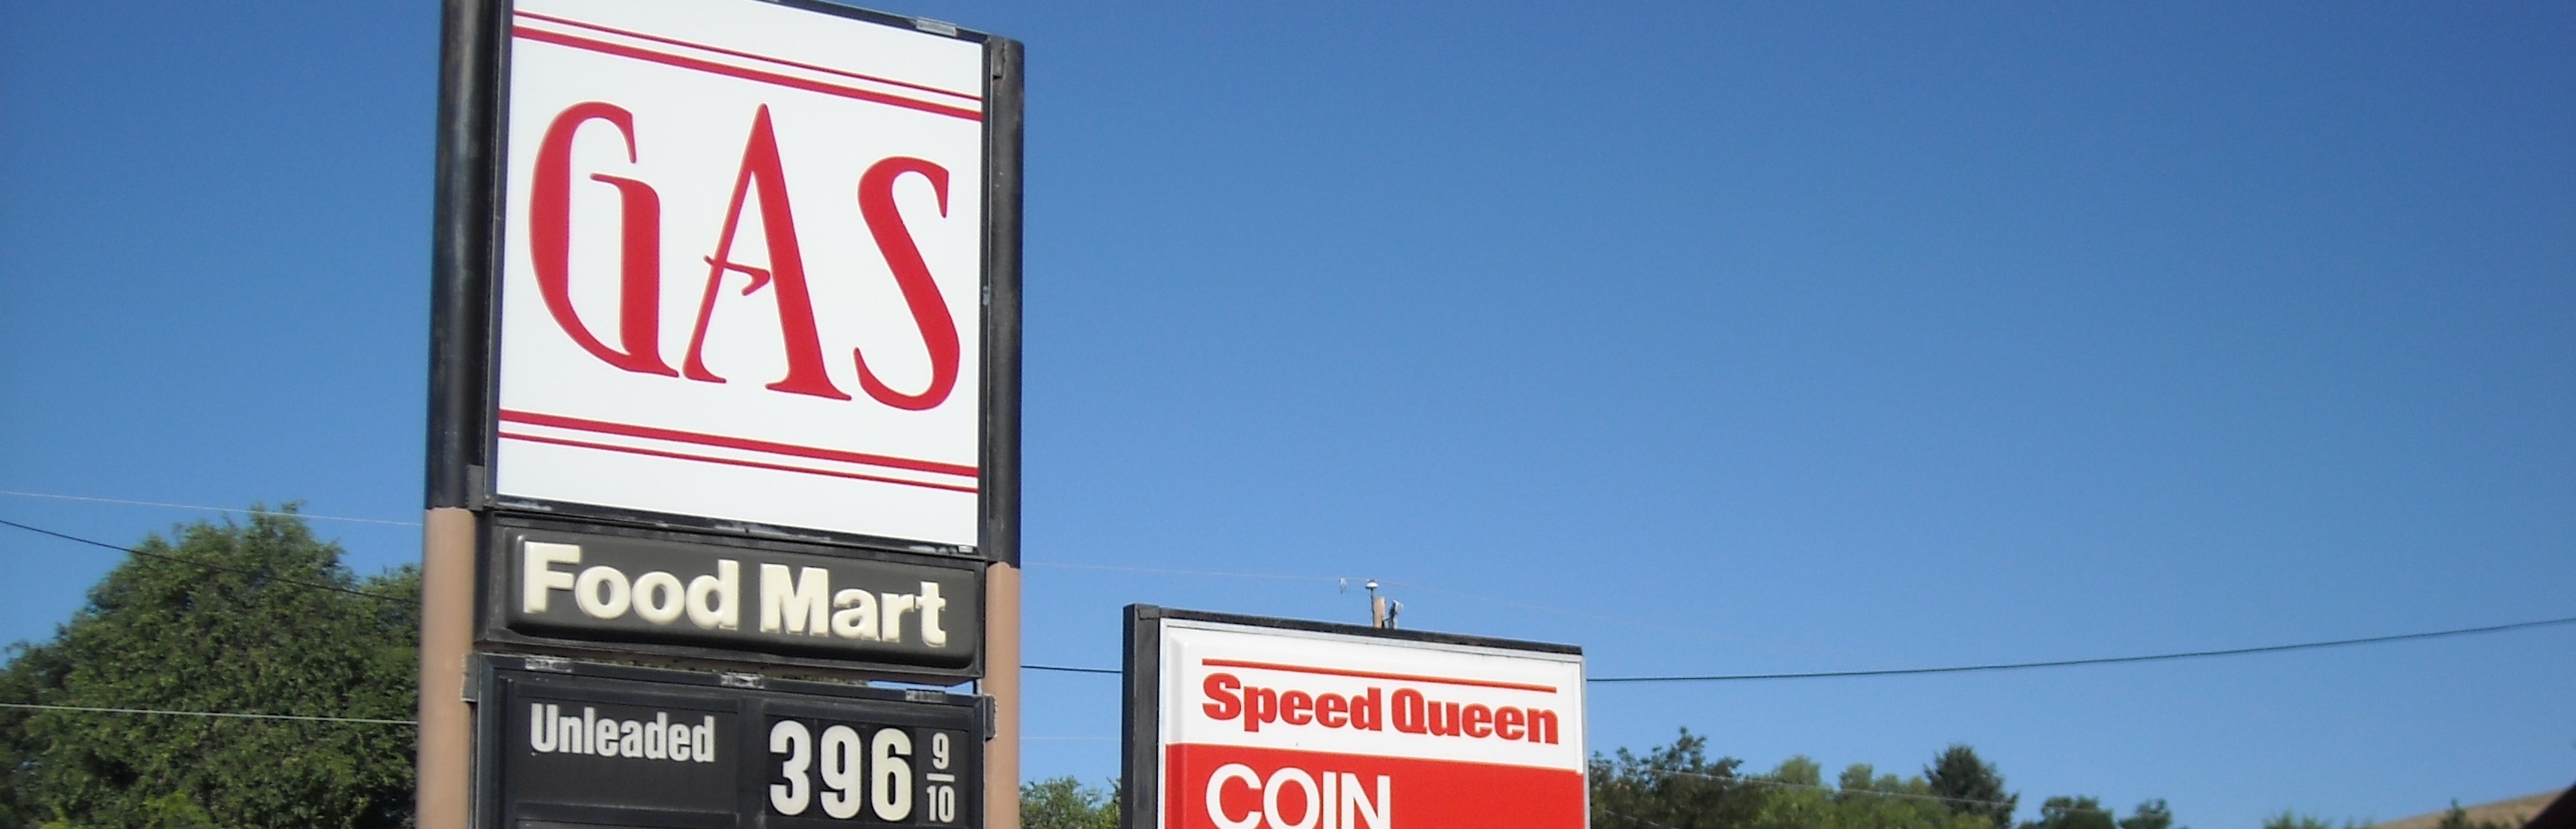 GAS
Food Mart
Unleaded 396 9/10
Speed Queen
COIN